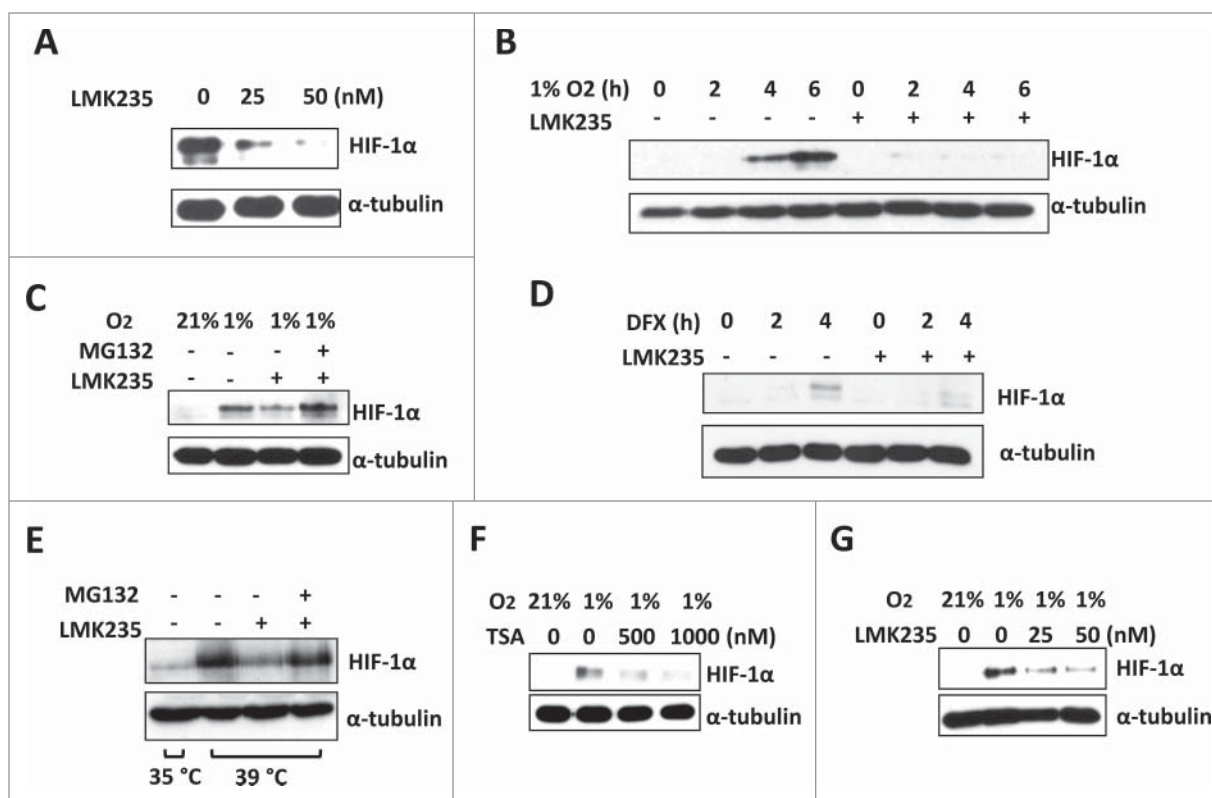 A
LMK235 0 25 50 (nM)
HIF-1α
α-tubulin
B
1% O2 (h) 0 2 4 6 0 2 4 6
LMK235 - - - - + + + +
HIF-1α
α-tubulin
C
O2 21% 1% 1% 1%
MG132 - - - +
LMK235 - - + +
HIF-1α
α-tubulin
D
DFX (h) 0 2 4 0 2 4
LMK235 - - - + + +
HIF-1α
α-tubulin
E
MG132 - - - +
LMK235 - - + +
HIF-1α
α-tubulin
35 °C 39 °C
F
O2 21% 1% 1% 1%
TSA 0 0 500 1000 (nM)
HIF-1α
α-tubulin
G
O2 21% 1% 1% 1%
LMK235 0 0 25 50 (nM)
HIF-1α
α-tubulin